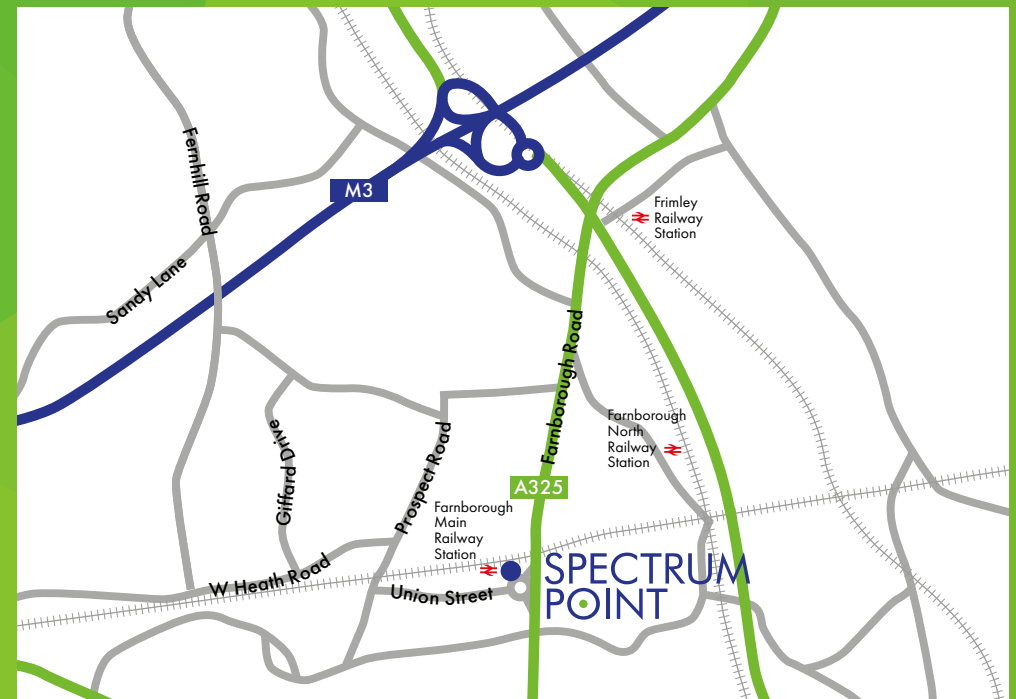 Fernhill Road
M3
Frimley
Railway
Station
Sandy Lane
Farnborough Road
Farnborough
North
Railway
Station
Giffard Drive
Prospect Road
A325
Farnborough
Main
Railway
Station
SPECTRUM
POINT
W Heath Road
Union Street